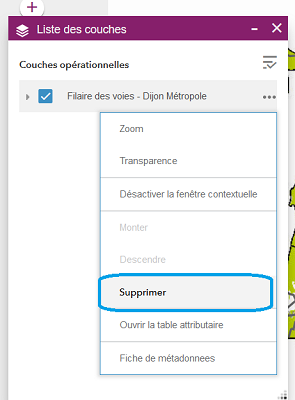 Liste des couches
Couches opérationnelles
Filaire des voies - Dijon Métropole
Zoom
Transparence
Désactiver la fenêtre contextuelle
Monter
Descendre
Supprimer
Ouvrir la table attributaire
Fiche de métadonnees